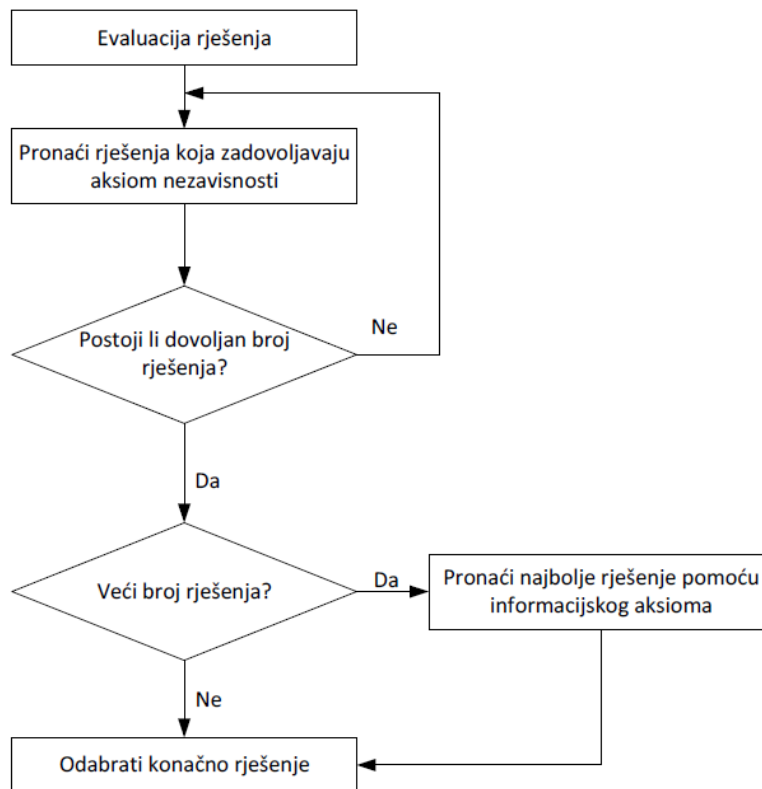 Evaluacija rješenja
Pronaći rješenja koja zadovoljavaju
aksiom nezavisnosti
Postoji li dovoljan broj
rješenja?
Ne
Da
Veći broj rješenja?
Da
Pronaći najbolje rješenje pomoću
informacijskog aksioma
Ne
Odabrati konačno rješenje